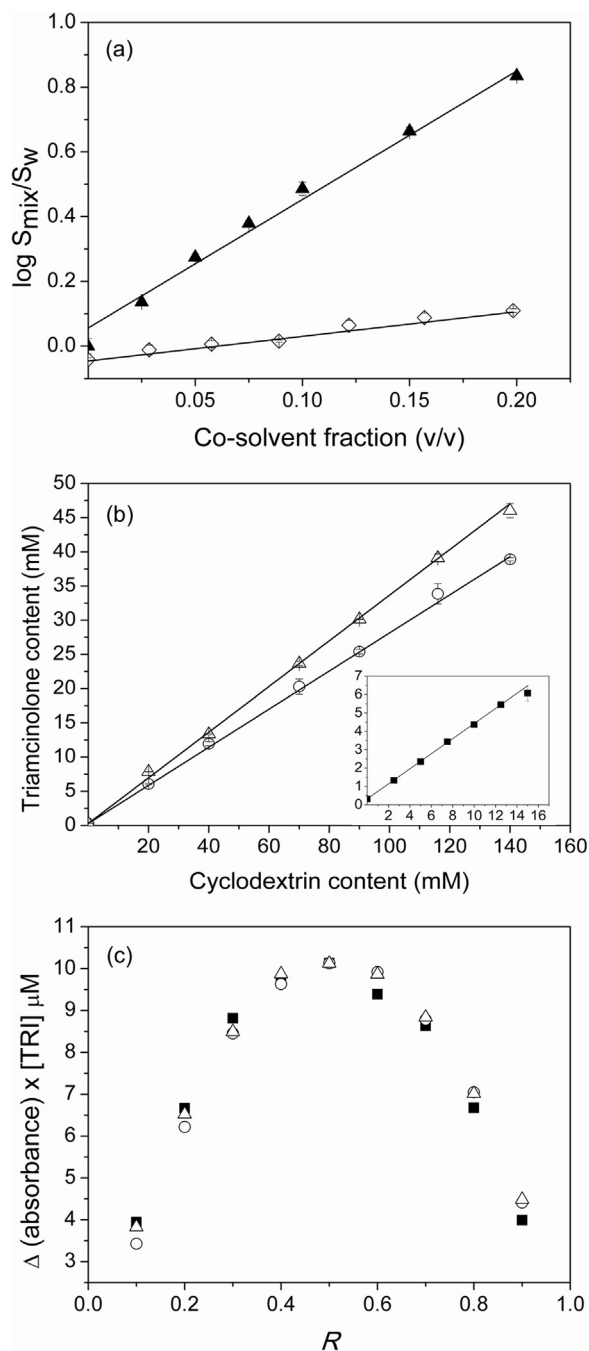 (a)
log Smix/Sw
1.0
0.8
0.6
0.4
0.2
0.0
0.05 0.10 0.15 0.20
Co-solvent fraction (v/v)
(b)
Triamcinolone content (mM)
50
45
40
35
30
25
20
15
10
5
0
7
6
5
4
3
2
1
0
2 4 6 8 10 12 14 16
20 40 60 80 100 120 140 160
Cyclodextrin content (mM)
(c)
Δ (absorbance) x [TRI] μM
11
10
9
8
7
6
5
4
3
0.0 0.2 0.4 0.6 0.8 1.0
R